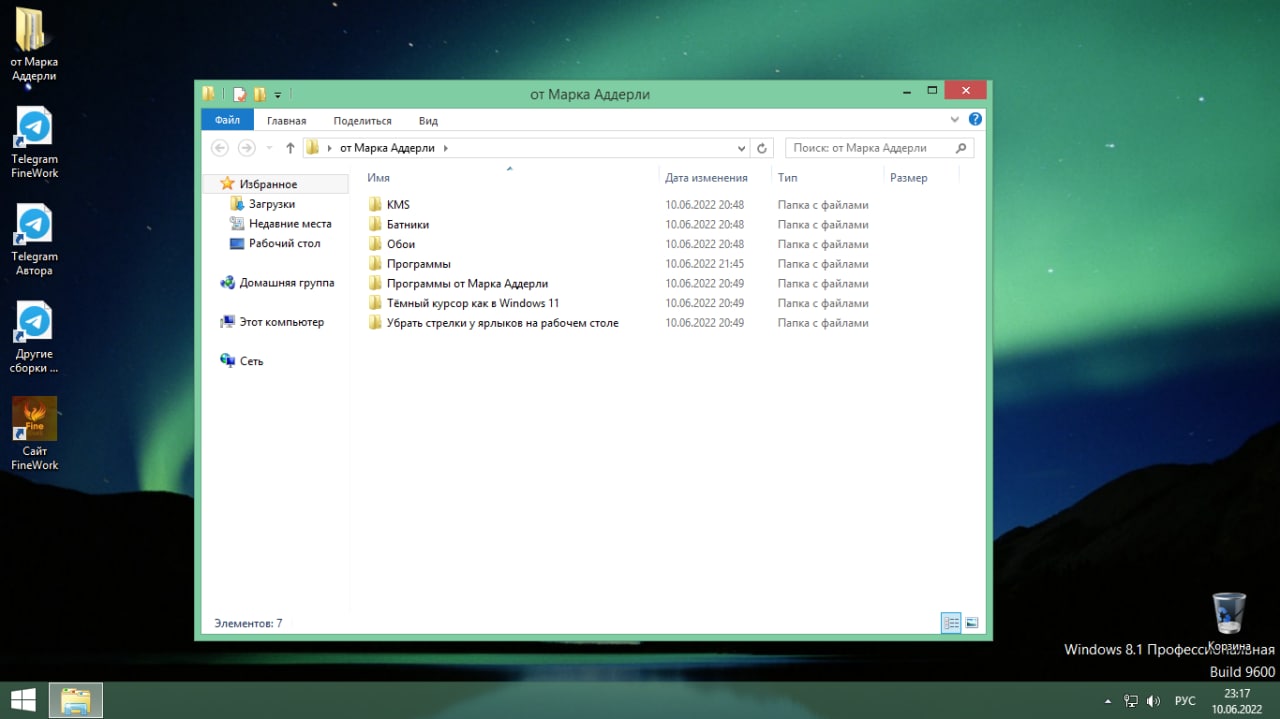 от Марка
Аддерли
Telegram
FineWork
Telegram
Автора
Другие
сборки ...
Fine
Сайт
FineWork
от Марка Аддерли
Файл
Главная
Поделиться
Вид
от Марка Аддерли
Поиск: от Марка Аддерли
Избранное
Загрузки
Недавние места
Рабочий стол
Домашняя группа
Этот компьютер
Сеть
Имя Дата изменения Тип Размер
KMS 10.06.2022 20:48 Папка с файлами
Батники 10.06.2022 20:48 Папка с файлами
Обои 10.06.2022 20:48 Папка с файлами
Программы 10.06.2022 21:45 Папка с файлами
Программы от Марка Аддерли 10.06.2022 20:49 Папка с файлами
Тёмный курсор как в Windows 11 10.06.2022 20:49 Папка с файлами
Убрать стрелки у ярлыков на рабочем столе 10.06.2022 20:49 Папка с файлами
Элементов: 7
Корзина
Windows 8.1 Профессиональная
Build 9600
РУС
23:17
10.06.2022